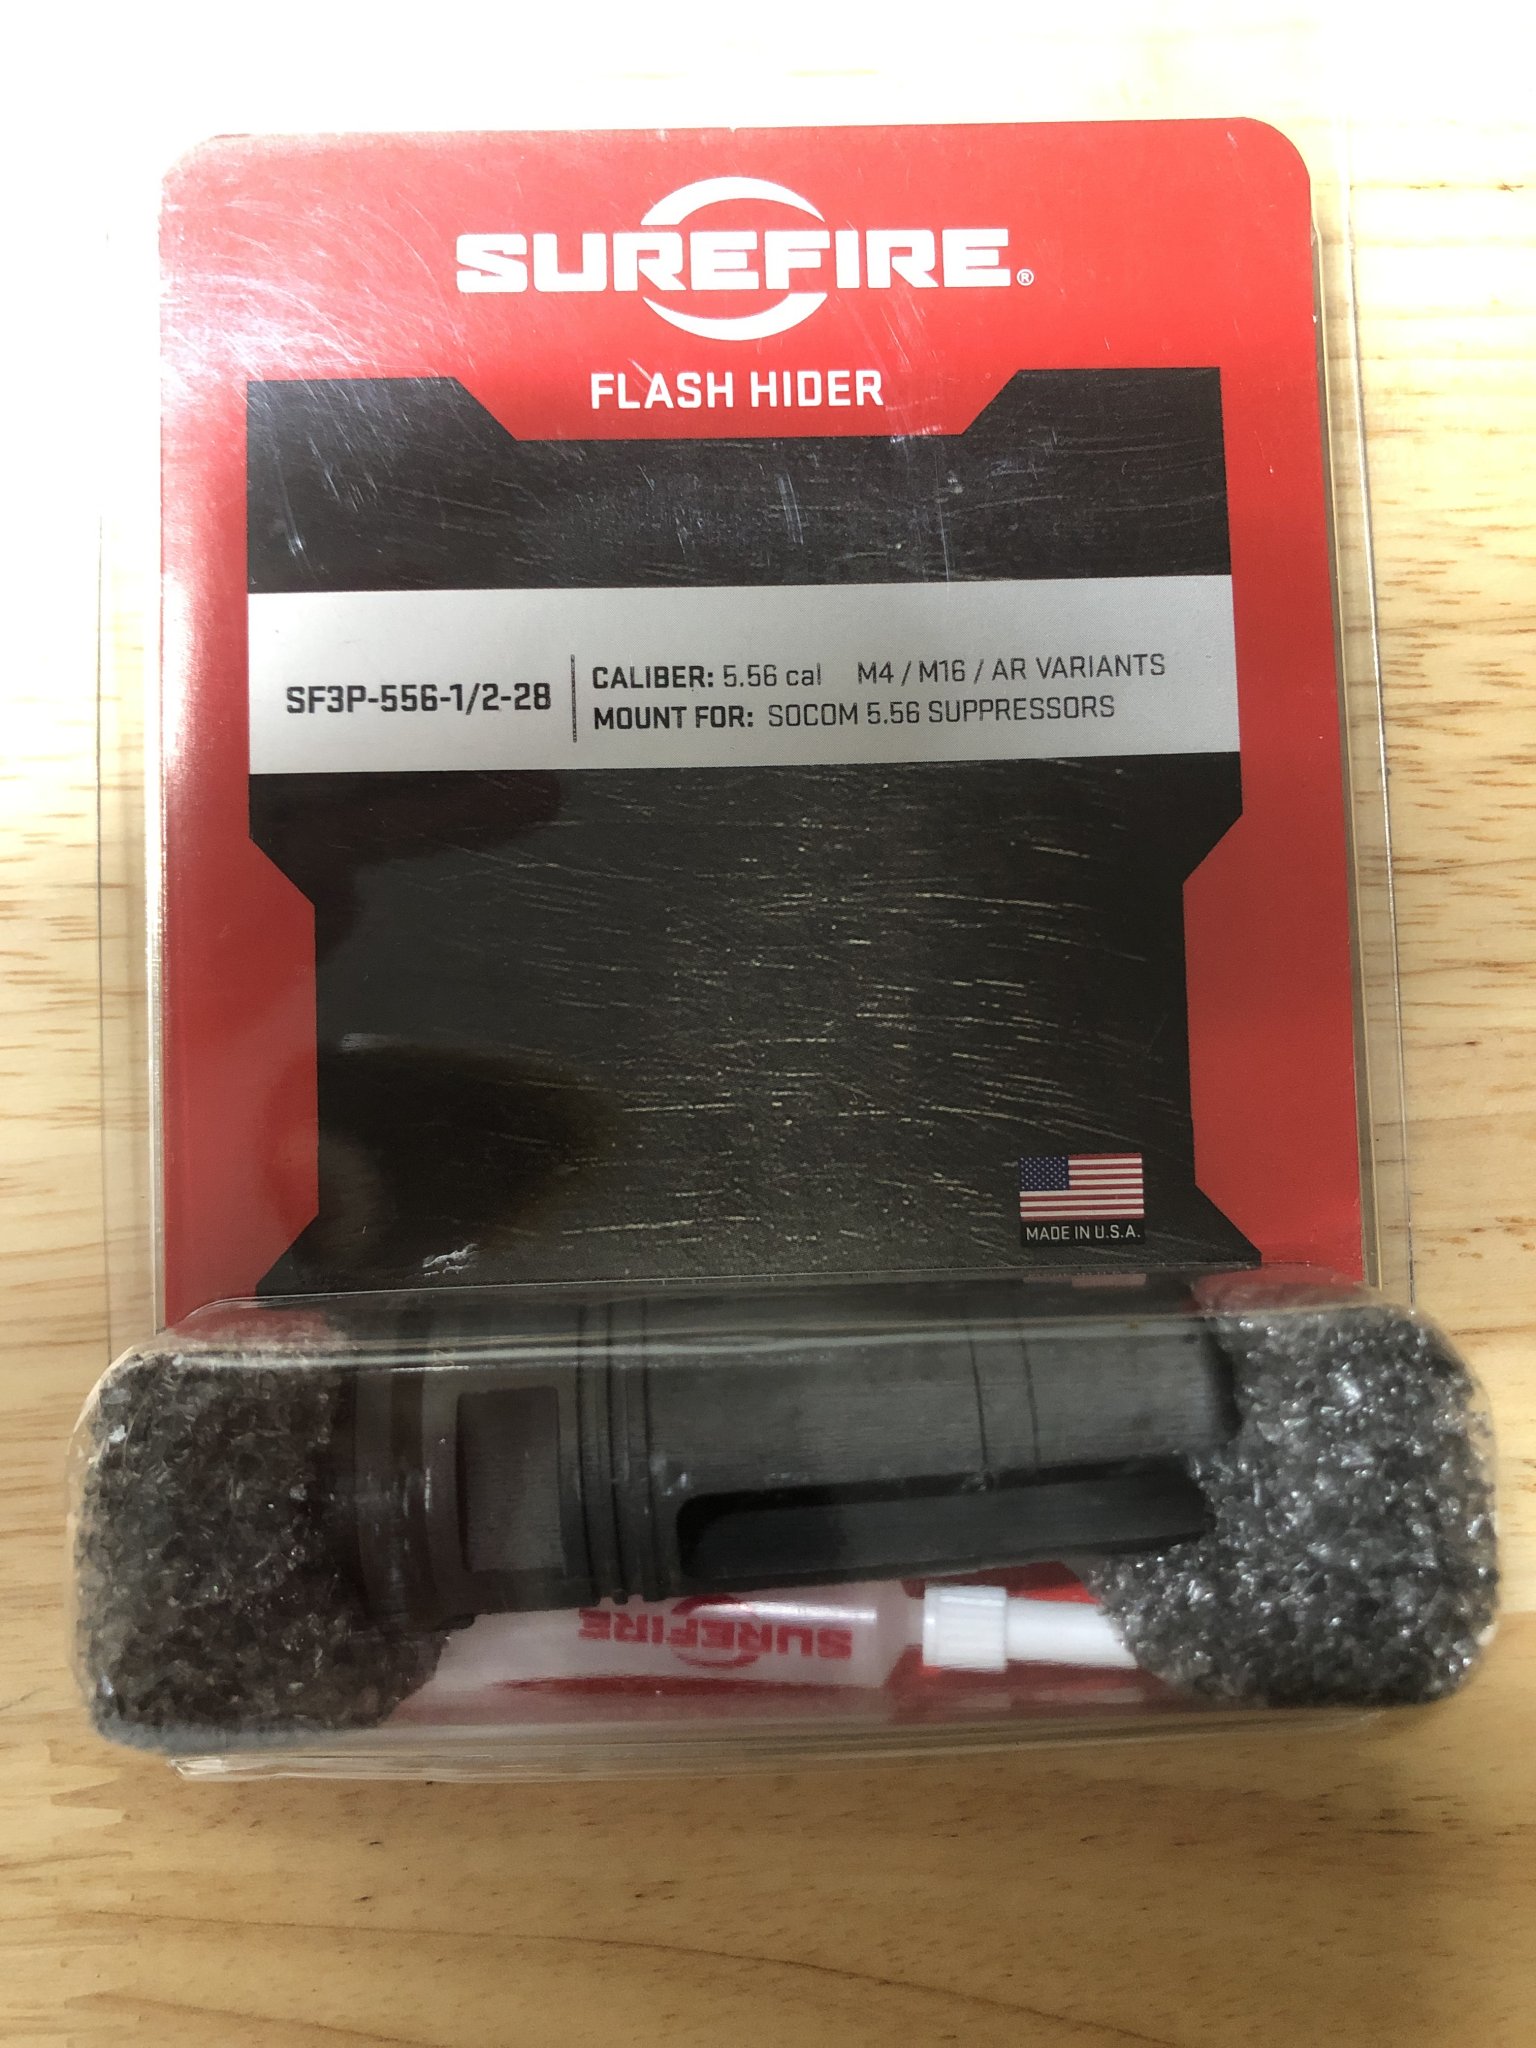 SUREFIRE®
FLASH HIDER
SF3P-556-1/2-28
CALIBER: 5.56 cal M4 / M16 / AR VARIANTS
MOUNT FOR: SOCOM 5.56 SUPPRESSORS
MADE IN U.S.A.
SUREFIRE